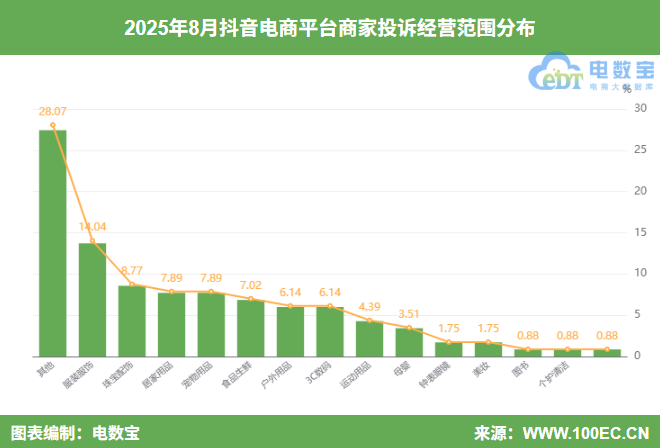 2025年8月抖音电商平台商家投诉经营范围分布
电数宝
电商大数据库
eDT
%
28.07
14.04
8.77
7.89
7.89
7.02
6.14
6.14
4.39
3.51
1.75
1.75
0.88
0.88
0.88
30
25
20
15
10
5
0
其他
服装服饰
珠宝配饰
居家用品
宠物用品
食品生鲜
户外用品
3C数码
运动用品
母婴
钟表眼镜
美妆
图书
个护清洁
图表编制：电数宝
来源：WWW.100EC.CN